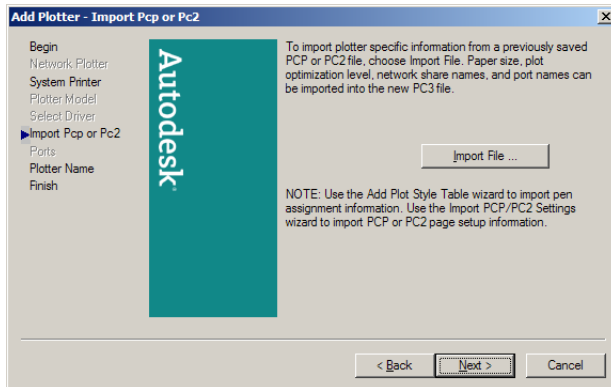 Add Plotter - Import Pcp or Pc2
X
Begin
Network Plotter
System Printer
Plotter Model
Select Driver
Import Pcp or Pc2
Ports
Plotter Name
Finish
Autodesk
To import plotter specific information from a previously saved
PCP or PC2 file, choose Import File. Paper size, plot
optimization level, network share names, and port names can
be imported into the new PC3 file.
Import File ...
NOTE: Use the Add Plot Style Table wizard to import pen
assignment information. Use the Import PCP/PC2 Settings
wizard to import PCP or PC2 page setup information.
< Back
Next >
Cancel